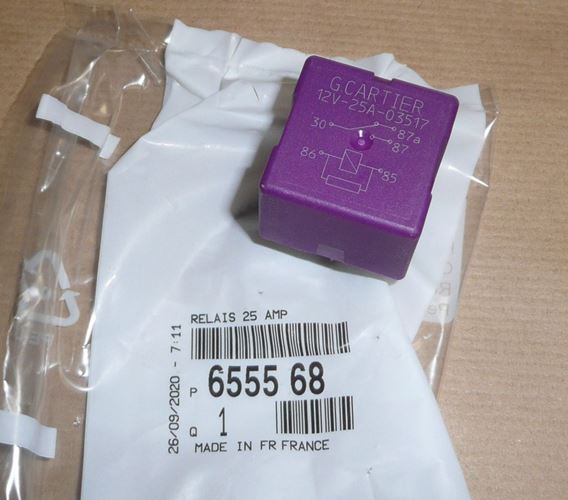 G.CARTIER
12V-25A-03517
30
87a
87
86
85
RELAIS 25 AMP
P 6555 68
Q 1
MADE IN FR FRANCE
26/09/2020 - 7:11